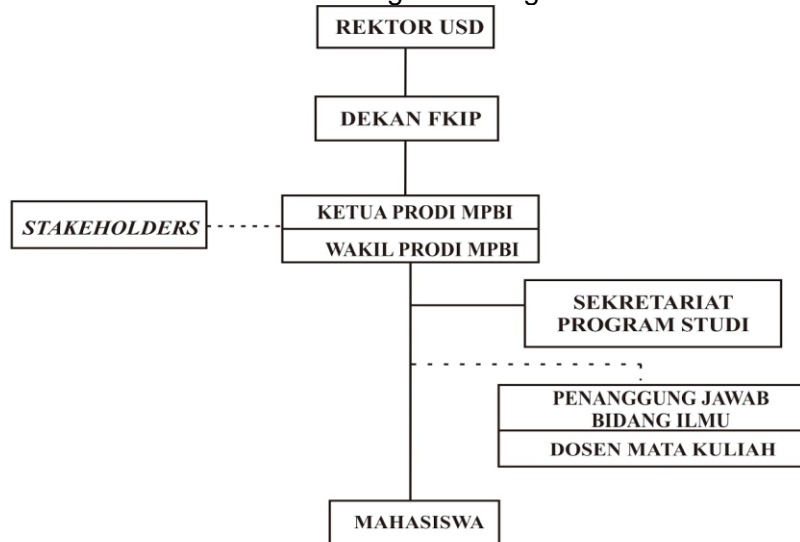 REKTOR USD
DEKAN FKIP
STAKEHOLDERS
KETUA PRODI MPBI
WAKIL PRODI MPBI
SEKRETARIAT
PROGRAM STUDI
PENANGGUNG JAWAB
BIDANG ILMU
DOSEN MATA KULIAH
MAHASISWA